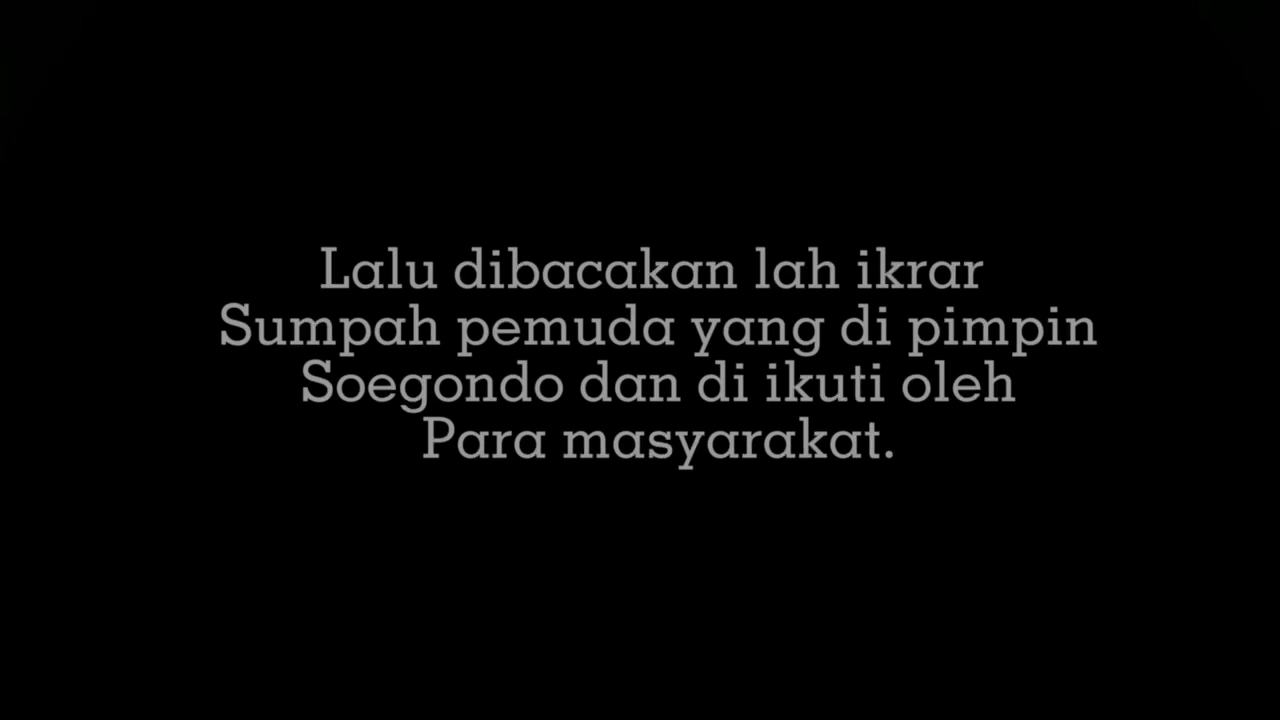 Lalu dibacakan lah ikrar
Sumpah pemuda yang di pimpin
Soegondo dan di ikuti oleh
Para masyarakat.